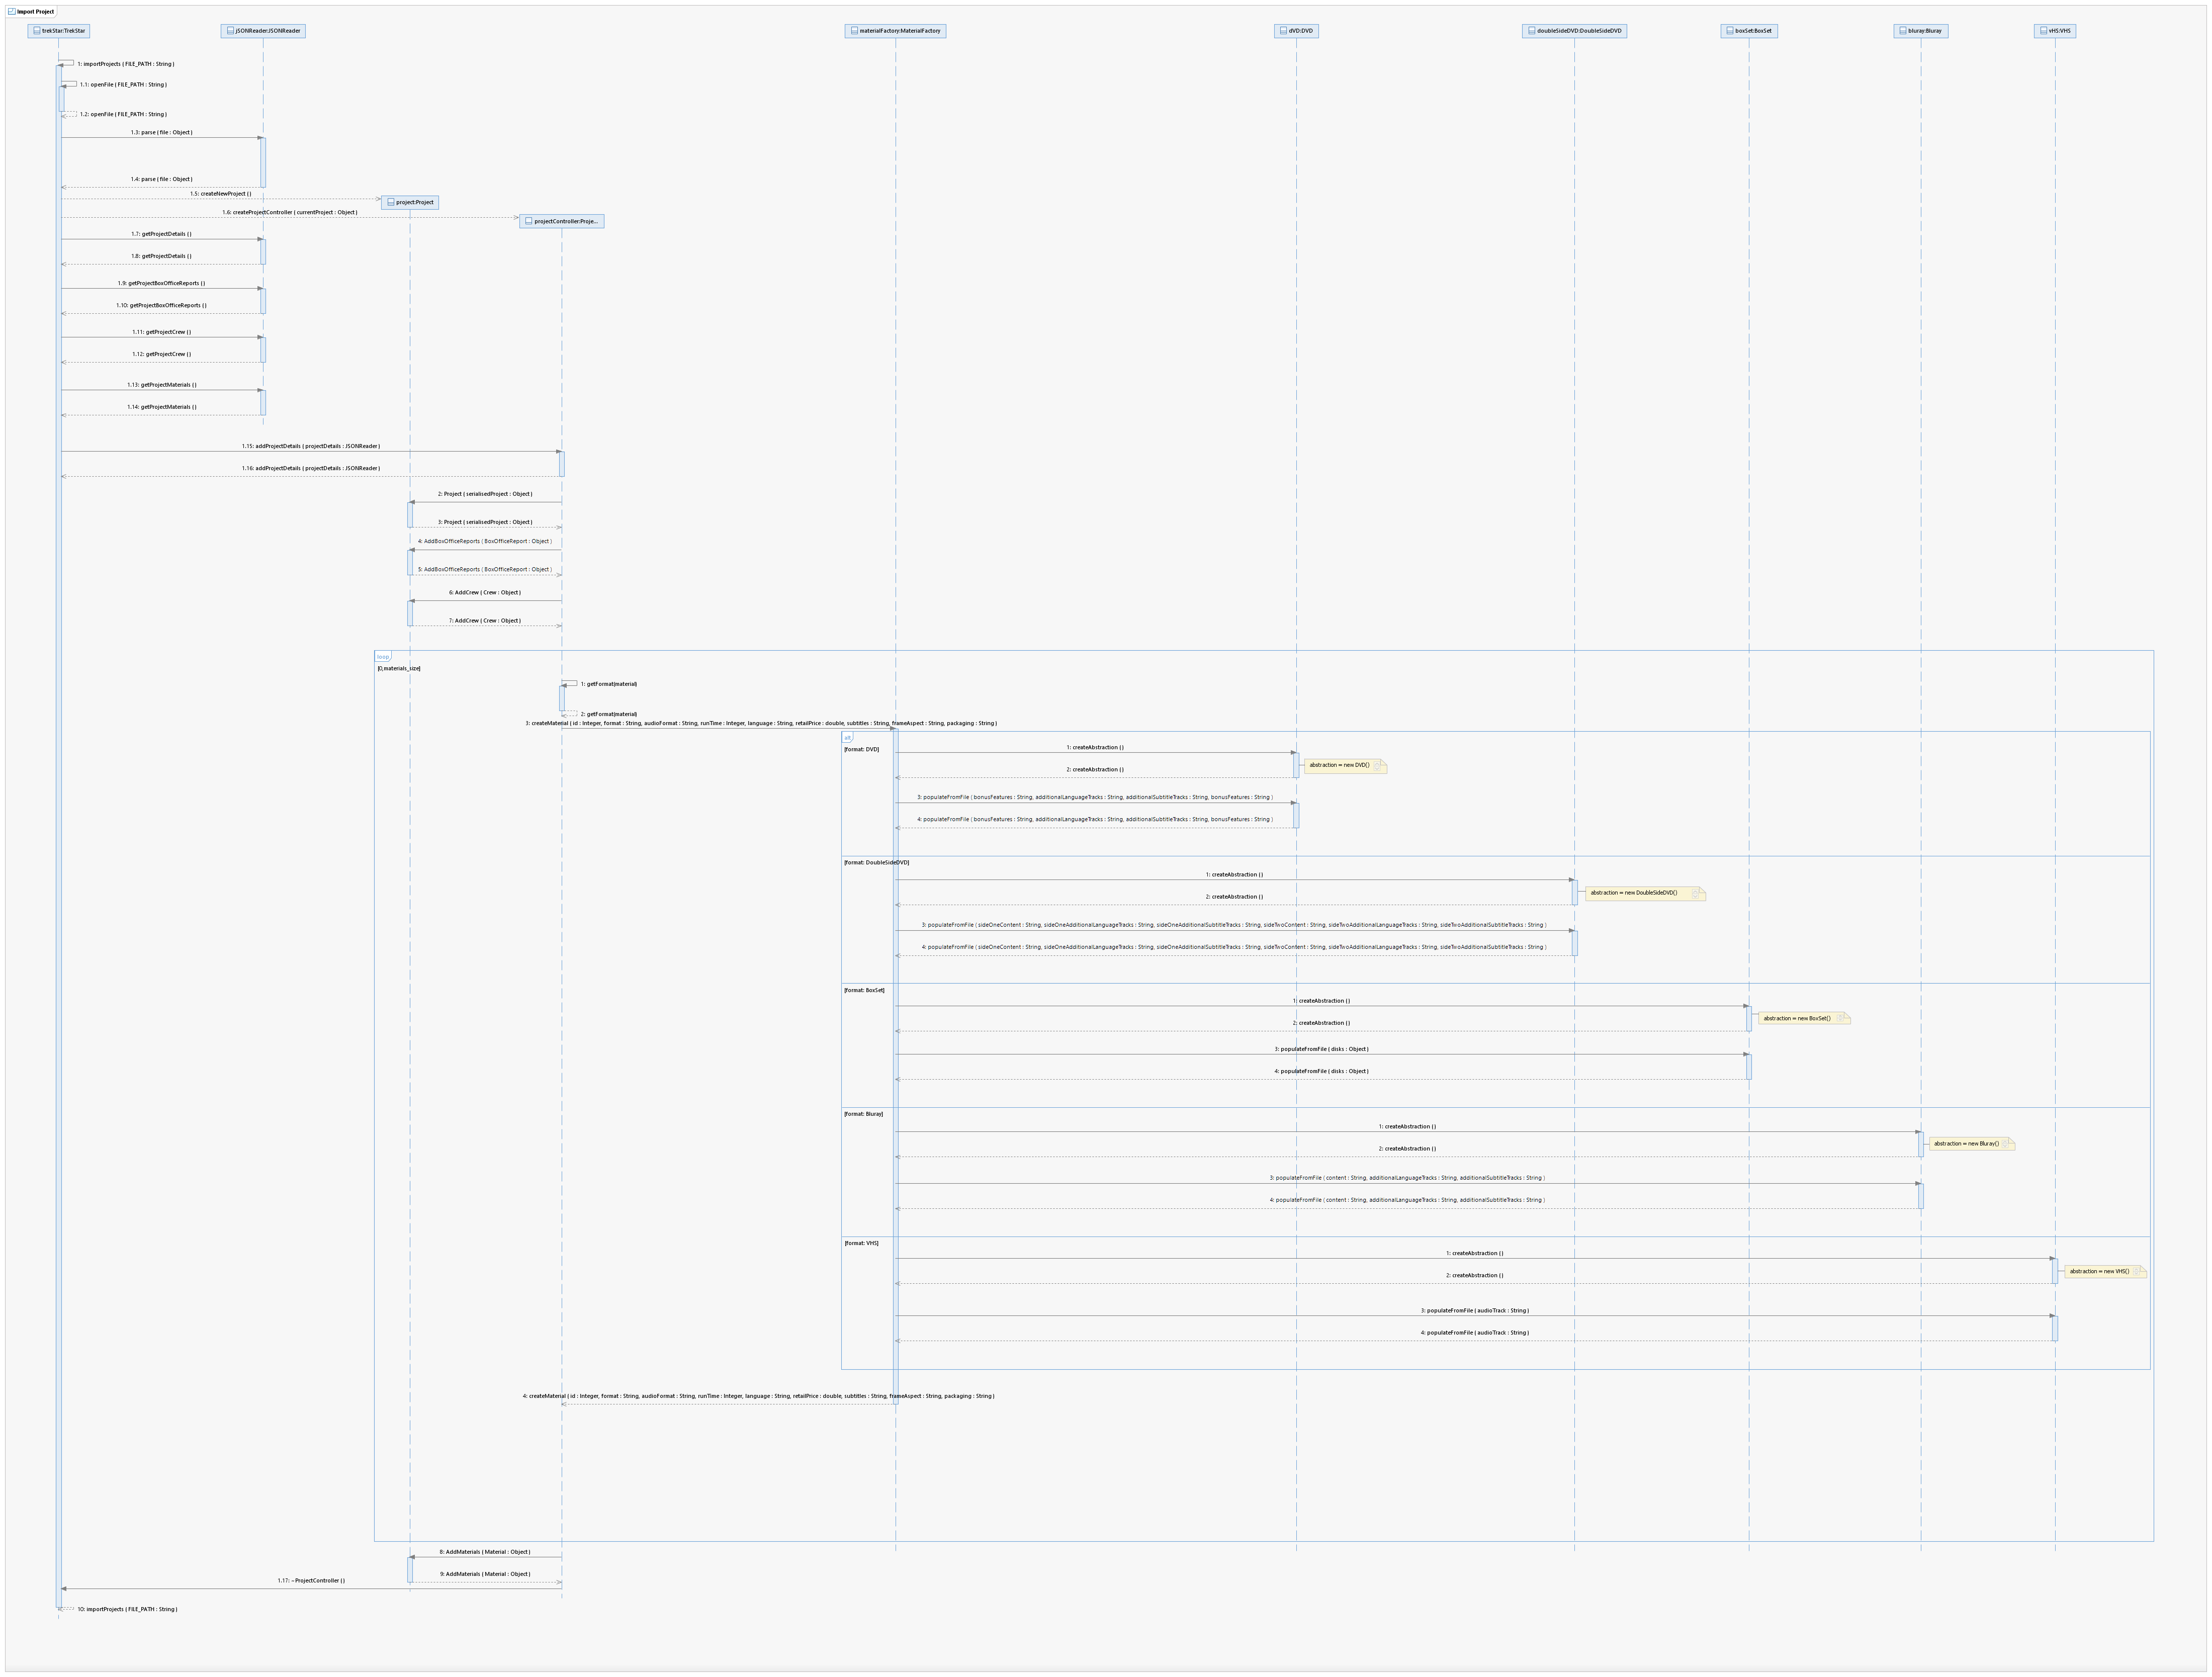 Import Project
trekStar:TrekStar
jSONReader:JSONReader
materialFactory:MaterialFactory
dVD:DVD
doubleSideDVD:DoubleSideDVD
boxSet:BoxSet
bluray:Bluray
vHS:VHS
1: importProjects ( FILE_PATH : String )
1.1: openFile ( FILE_PATH : String )
1.2: openFile ( FILE_PATH : String )
1.3: parse ( file : Object )
1.4: parse ( file : Object )
1.5: createNewProject ( )
project:Project
1.6: createProjectController ( currentProject : Object )
projectController:Proje...
1.7: getProjectDetails ( )
1.8: getProjectDetails ( )
1.9: getProjectBoxOfficeReports ( )
1.10: getProjectBoxOfficeReports ( )
1.11: getProjectCrew ( )
1.12: getProjectCrew ( )
1.13: getProjectMaterials ( )
1.14: getProjectMaterials ( )
1.15: addProjectDetails ( projectDetails : JSONReader )
1.16: addProjectDetails ( projectDetails : JSONReader )
2: Project ( serialisedProject : Object )
3: Project ( serialisedProject : Object )
4: AddBoxOfficeReports ( BoxOfficeReport : Object )
5: AddBoxOfficeReports ( BoxOfficeReport : Object )
6: AddCrew ( Crew : Object )
7: AddCrew ( Crew : Object )
loop
[0,materials_size]
1: getFormat(material)
2: getFormat(material)
3: createMaterial ( id : Integer, format : String, audioFormat : String, runTime : Integer, language : String, retailPrice : double, subtitles : String, frameAspect : String, packaging : String )
alt
[format: DVD]
1: createAbstraction ( )
abstraction = new DVD()
2: createAbstraction ( )
3: populateFromFile ( bonusFeatures : String, additionalLanguageTracks : String, additionalSubtitleTracks : String, bonusFeatures : String )
4: populateFromFile ( bonusFeatures : String, additionalLanguageTracks : String, additionalSubtitleTracks : String, bonusFeatures : String )
[format: DoubleSideDVD]
1: createAbstraction ( )
abstraction = new DoubleSideDVD()
2: createAbstraction ( )
3: populateFromFile ( sideOneContent : String, sideOneAdditionalLanguageTracks : String, sideOneAdditionalSubtitleTracks : String, sideTwoContent : String, sideTwoAdditionalLanguageTracks : String, sideTwoAdditionalSubtitleTracks : String )
4: populateFromFile ( sideOneContent : String, sideOneAdditionalLanguageTracks : String, sideOneAdditionalSubtitleTracks : String, sideTwoContent : String, sideTwoAdditionalLanguageTracks : String, sideTwoAdditionalSubtitleTracks : String )
[format: BoxSet]
1: createAbstraction ( )
abstraction = new BoxSet()
2: createAbstraction ( )
3: populateFromFile ( disks : Object )
4: populateFromFile ( disks : Object )
[format: Bluray]
1: createAbstraction ( )
abstraction = new Bluray()
2: createAbstraction ( )
3: populateFromFile ( content : String, additionalLanguageTracks : String, additionalSubtitleTracks : String )
4: populateFromFile ( content : String, additionalLanguageTracks : String, additionalSubtitleTracks : String )
[format: VHS]
1: createAbstraction ( )
abstraction = new VHS()
2: createAbstraction ( )
3: populateFromFile ( audioTrack : String )
4: populateFromFile ( audioTrack : String )
4: createMaterial ( id : Integer, format : String, audioFormat : String, runTime : Integer, language : String, retailPrice : double, subtitles : String, frameAspect : String, packaging : String )
8: AddMaterials ( Material : Object )
9: AddMaterials ( Material : Object )
1.17: - ProjectController ( )
10: importProjects ( FILE_PATH : String )